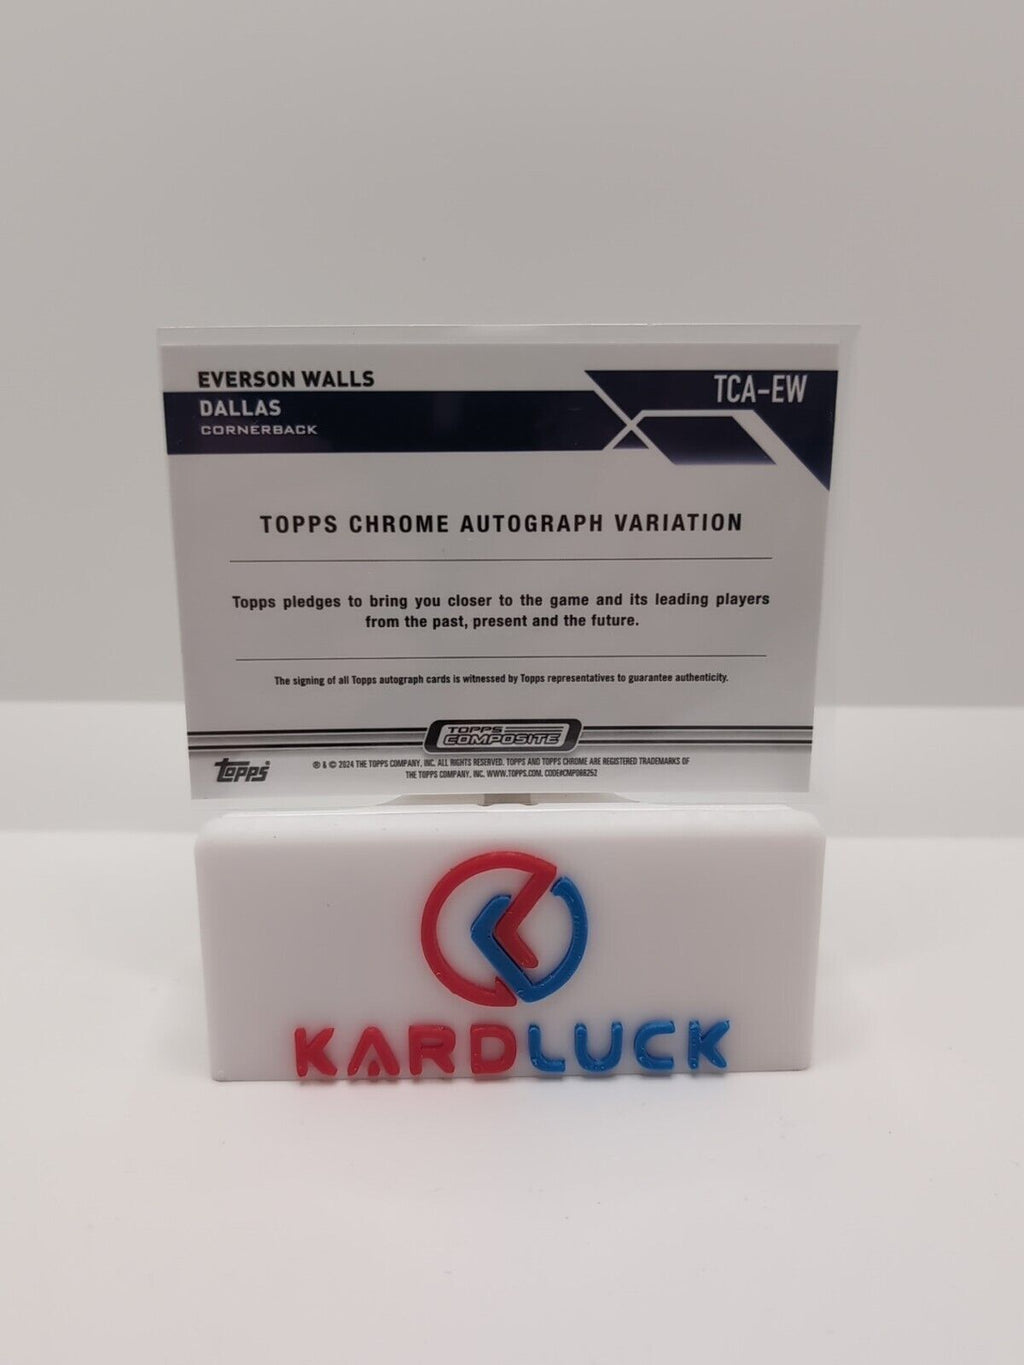 EVERSON WALLS
DALLAS
CORNERBACK
TCA-EW
TOPPS CHROME AUTOGRAPH VARIATION
Topps pledges to bring you closer to the game and its leading players
from the past, present and the future.
The signing of all Topps autograph cards is witnessed by Topps representatives to guarantee authenticity.
TOPPS
COMPOSITE
Topps
® & © 2024 THE TOPPS COMPANY, INC. ALL RIGHTS RESERVED. TOPPS AND TOPPS CHROME ARE REGISTERED TRADEMARKS OF
THE TOPPS COMPANY, INC. WWW.TOPPS.COM. CODE#CMP088252
KARDLUCK